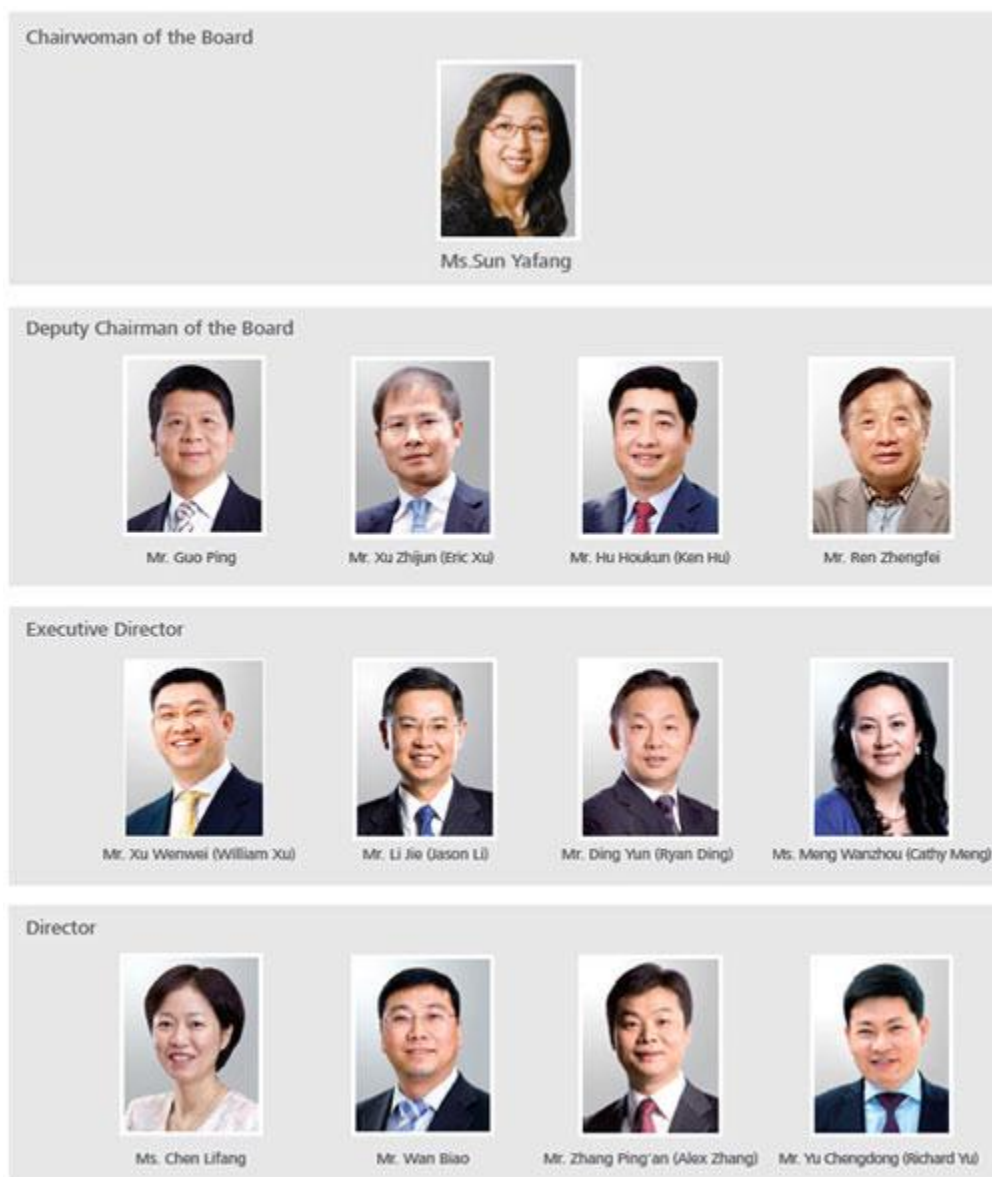 Chairwoman of the Board
Ms.Sun Yafang
Deputy Chairman of the Board
Mr. Guo Ping
Mr. Xu Zhijun (Eric Xu)
Mr. Hu Houkun (Ken Hu)
Mr. Ren Zhengfei
Executive Director
Mr. Xu Wenwei (William Xu)
Mr. Li Jie (Jason Li)
Mr. Ding Yun (Ryan Ding)
Ms. Meng Wanzhou (Cathy Meng)
Director
Ms. Chen Lifang
Mr. Wan Biao
Mr. Zhang Ping'an (Alex Zhang)
Mr. Yu Chengdong (Richard Yu)